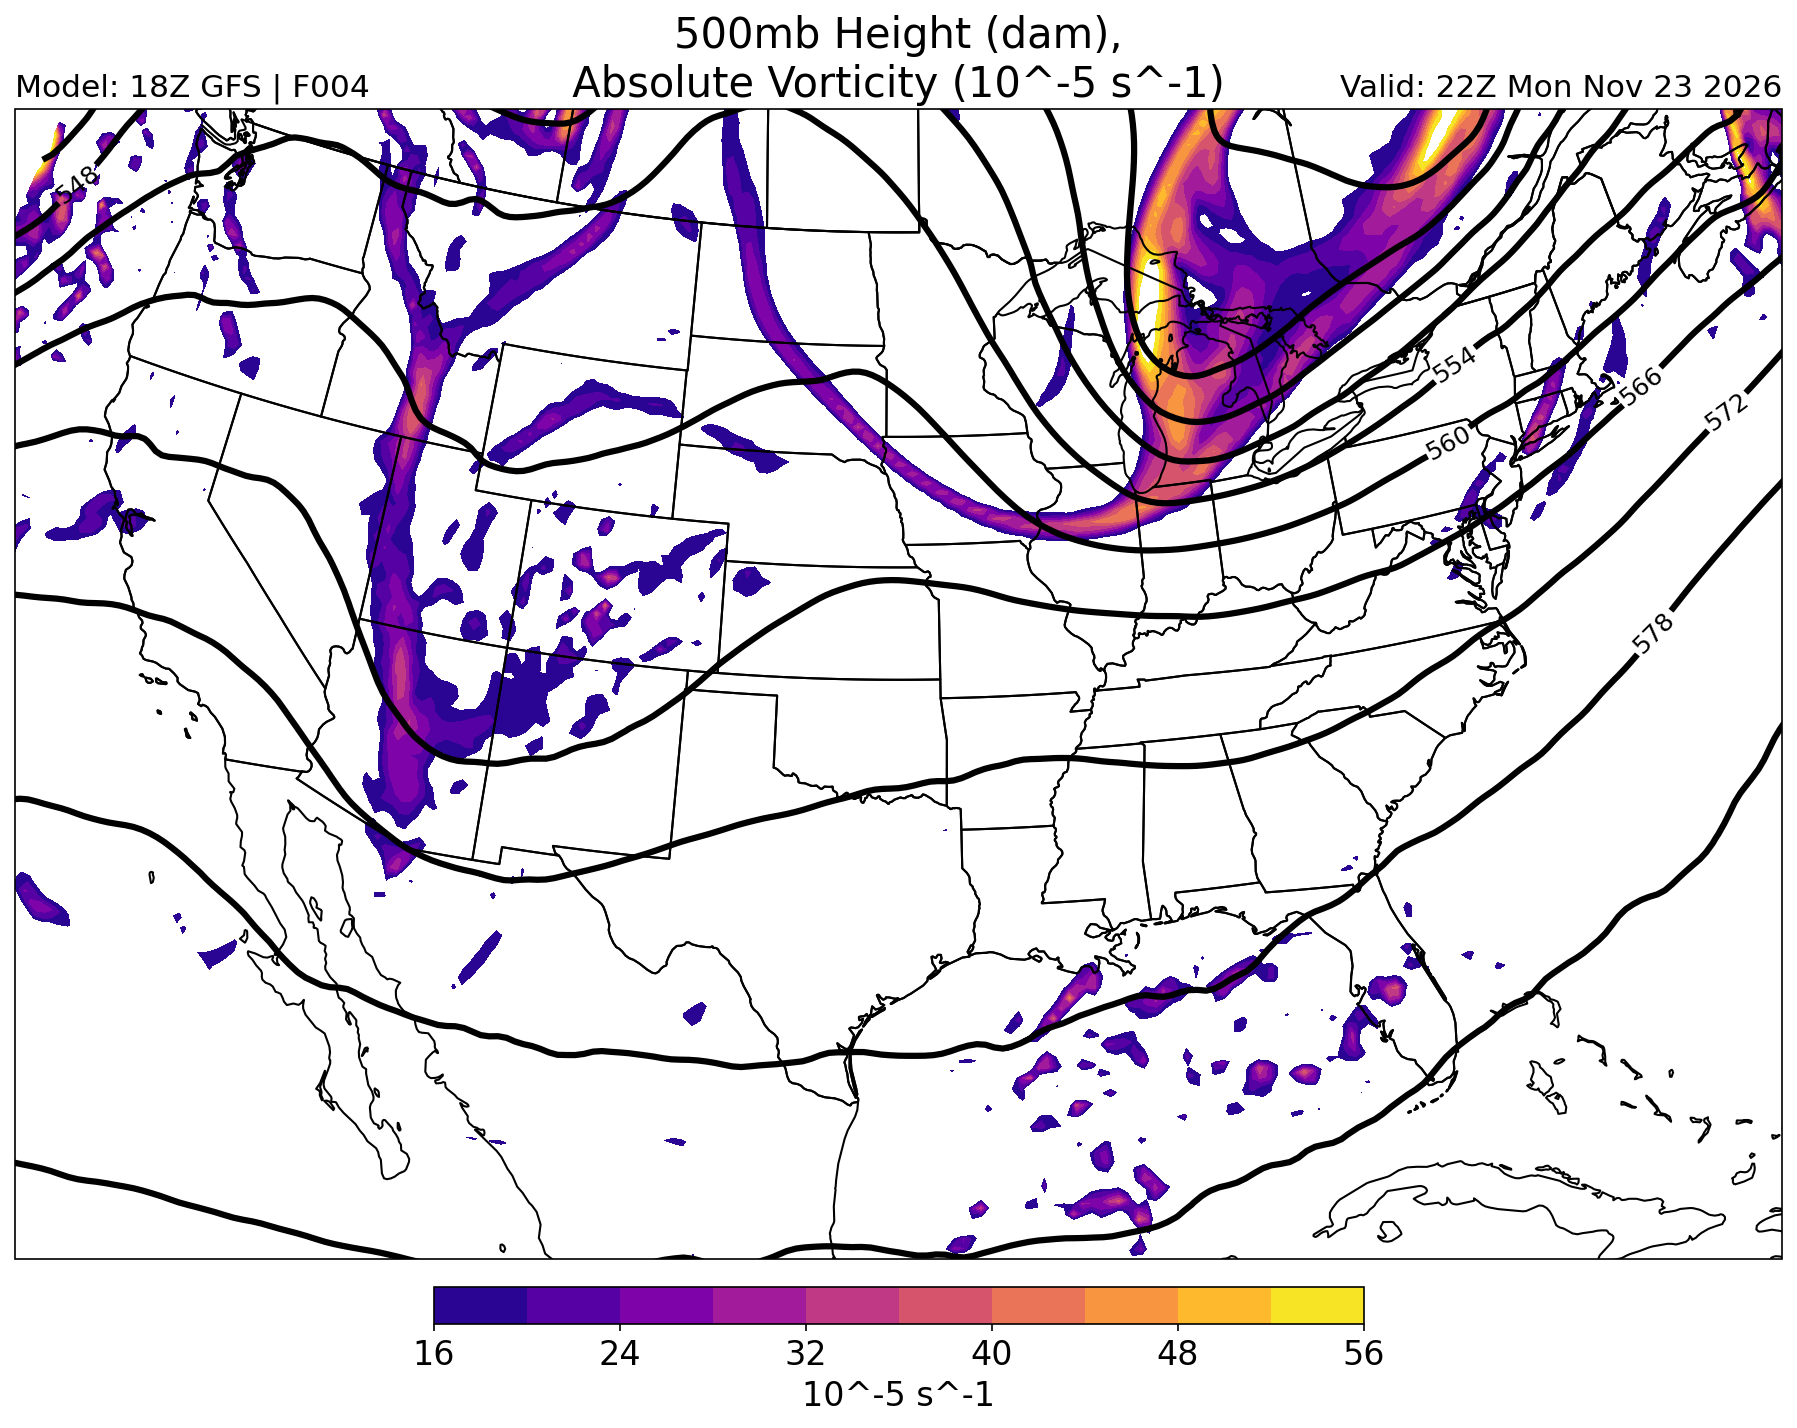 500mb Height (dam),
Model: 18Z GFS | F004
Absolute Vorticity (10^-5 s^-1)
Valid: 22Z Mon Nov 23 2026
548
554
566
572
560
578
16
24
32
40
48
56
10^-5 s^-1